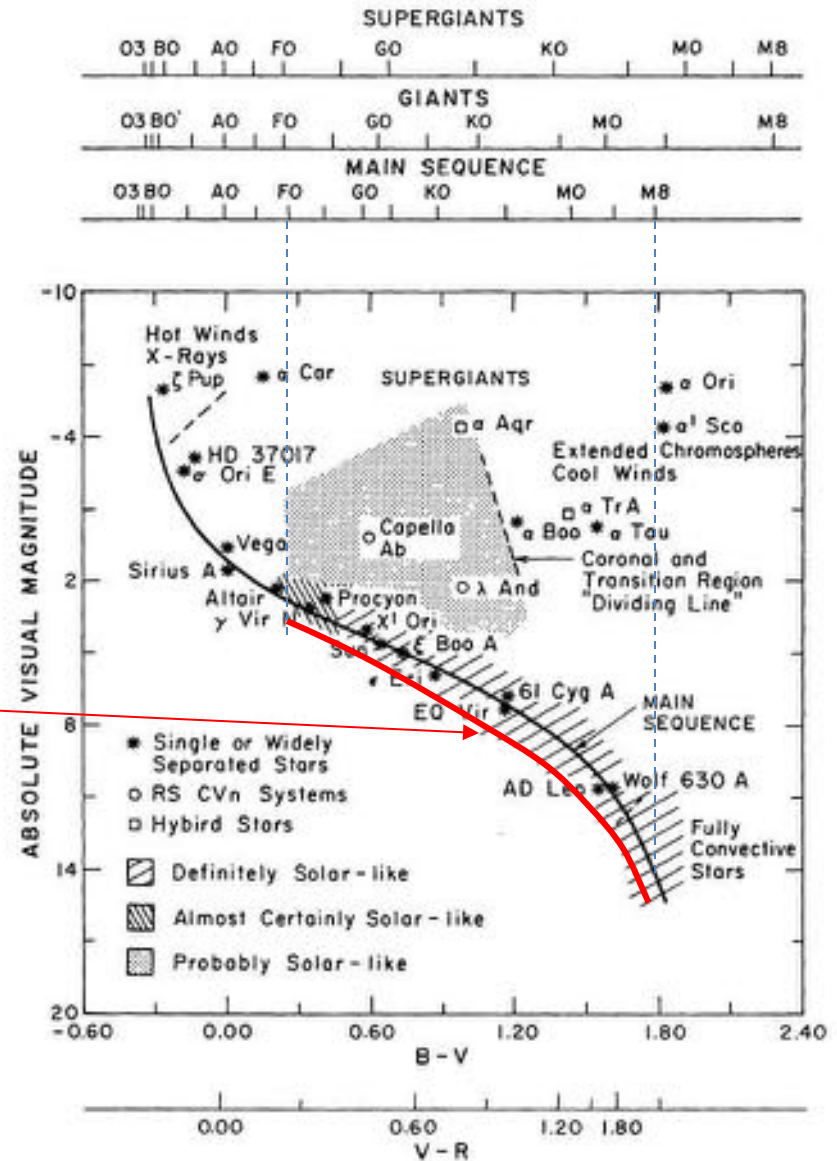 SUPERGIANTS
O3 BO AO FO GO KO MO M8
GIANTS
O3 BO' AO FO GO KO MO M8
MAIN SEQUENCE
O3 BO AO FO GO KO MO M8
-10
Hot Winds
X-Rays
ζ Pup
α Car
SUPERGIANTS
α Ori
-4
α Aqr
α¹ Sco
HD 37017
σ Ori E
Extended Chromospheres
Cool Winds
α TrA
Capella
Ab
α Boo
α Tau
Vega
Sirius A
2
Coronal and
Transition Region
"Dividing Line"
λ And
Altair
Procyon
γ Vir N
χ¹ Ori
Sun
ξ Boo A
ε Eri
61 Cyg A
EQ Vir
MAIN
SEQUENCE
8
ABSOLUTE VISUAL MAGNITUDE
Single or Widely
Separated Stars
RS CVn Systems
Hybird Stars
AD Leo
Wolf 630 A
Fully
Convective
Stars
14
Definitely Solar-like
Almost Certainly Solar-like
Probably Solar-like
20
-0.60 0.00 0.60 1.20 1.80 2.40
B-V
0.00 0.60 1.20 1.80
V-R